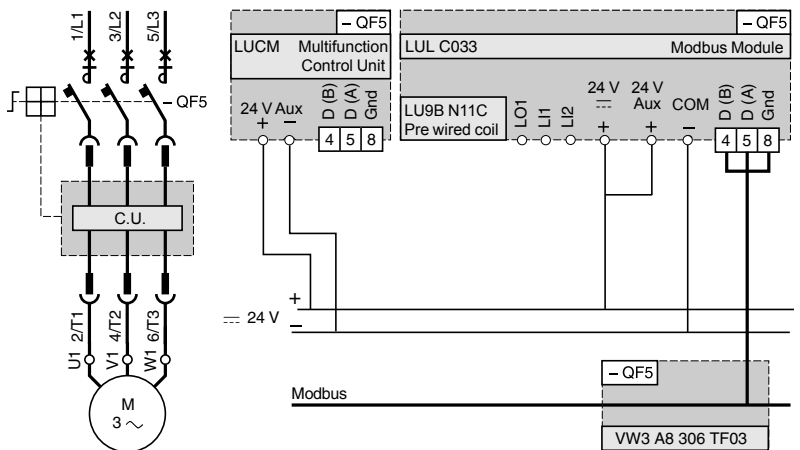 1/L1
3/L2
5/L3
– QF5
C.U.
2/T1
4/T2
6/T3
U1
V1
W1
M
3 ~
– QF5
LUCM Multifunction
Control Unit
24 V Aux
+ –
D (B)
D (A)
Gnd
4 5 8
– QF5
LUL C033 Modbus Module
LU9B N11C
Pre wired coil
LO1
LI1
LI2
24 V
⎓
+
24 V
Aux
+
COM
–
D (B)
D (A)
Gnd
4 5 8
+
⎓ 24 V
–
Modbus
– QF5
VW3 A8 306 TF03